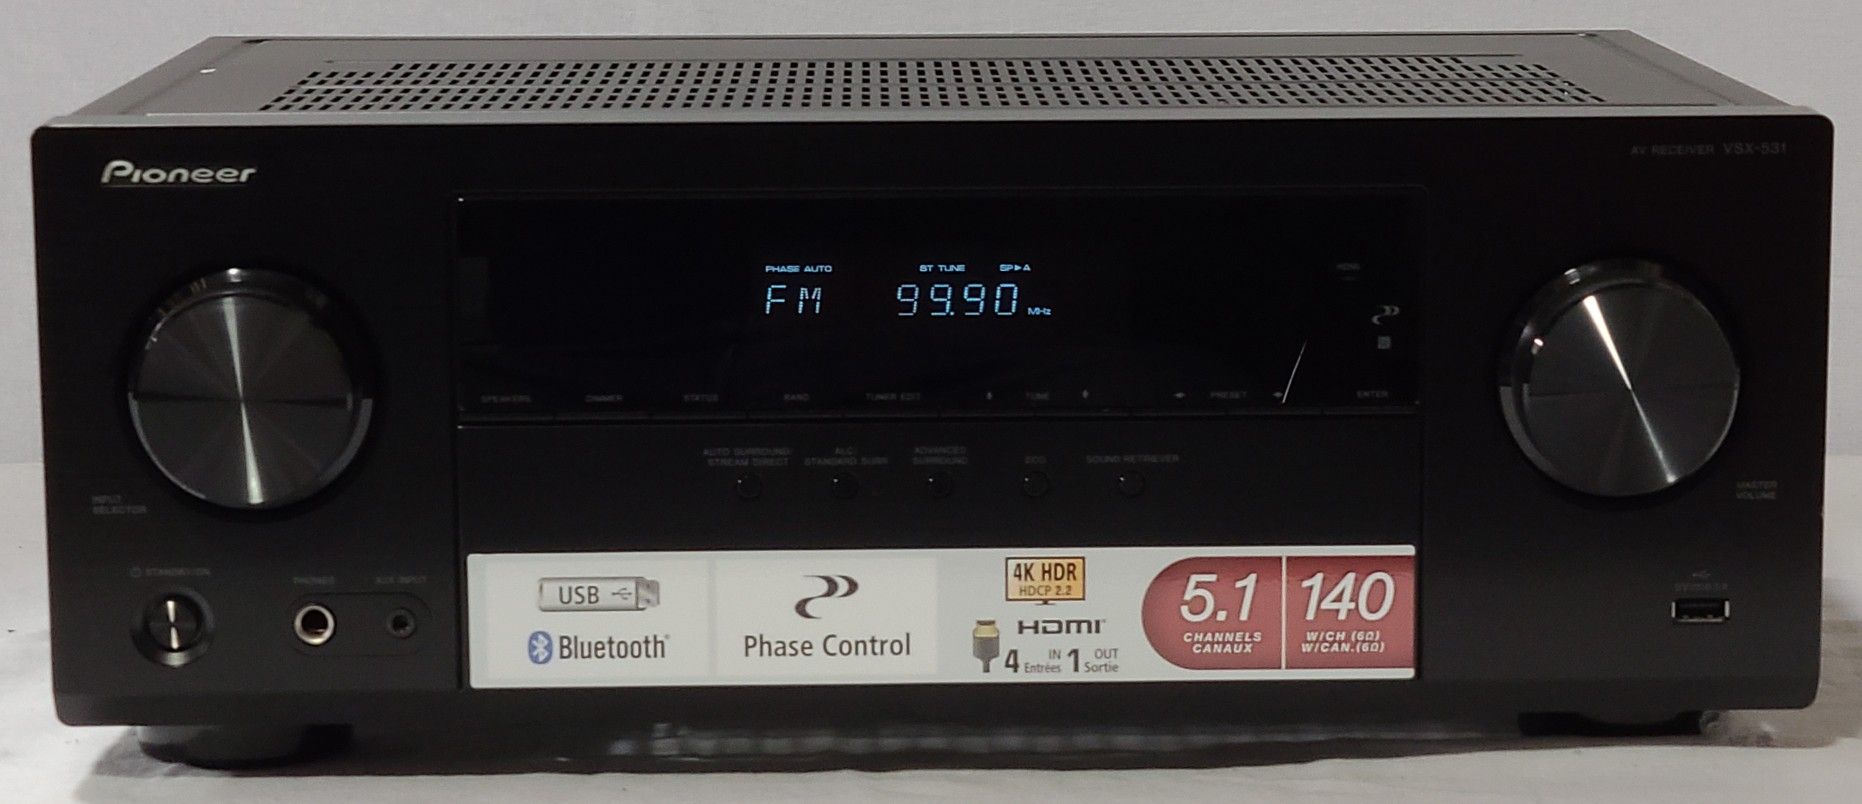 Pioneer
AV RECEIVER VSX-531
PHASE AUTO ST TUNE SP►A
FM 99.90 MHz
SPEAKERS DIMMER STATUS BAND TUNER EDIT TUNE PRESET ENTER
AUTO SURROUND/ ALC/ ADVANCED ECO SOUND RETRIEVER
STREAM DIRECT STANDARD SURR SURROUND
INPUT
SELECTOR
MASTER
VOLUME
STANDBY/ON
PHONES AUX INPUT
USB
Bluetooth
Phase Control
4K HDR
HDCP 2.2
HDMI
4 IN Entrées 1 OUT Sortie
5.1
CHANNELS
CANAUX
140
W/CH (6Ω)
W/CAN.(6Ω)